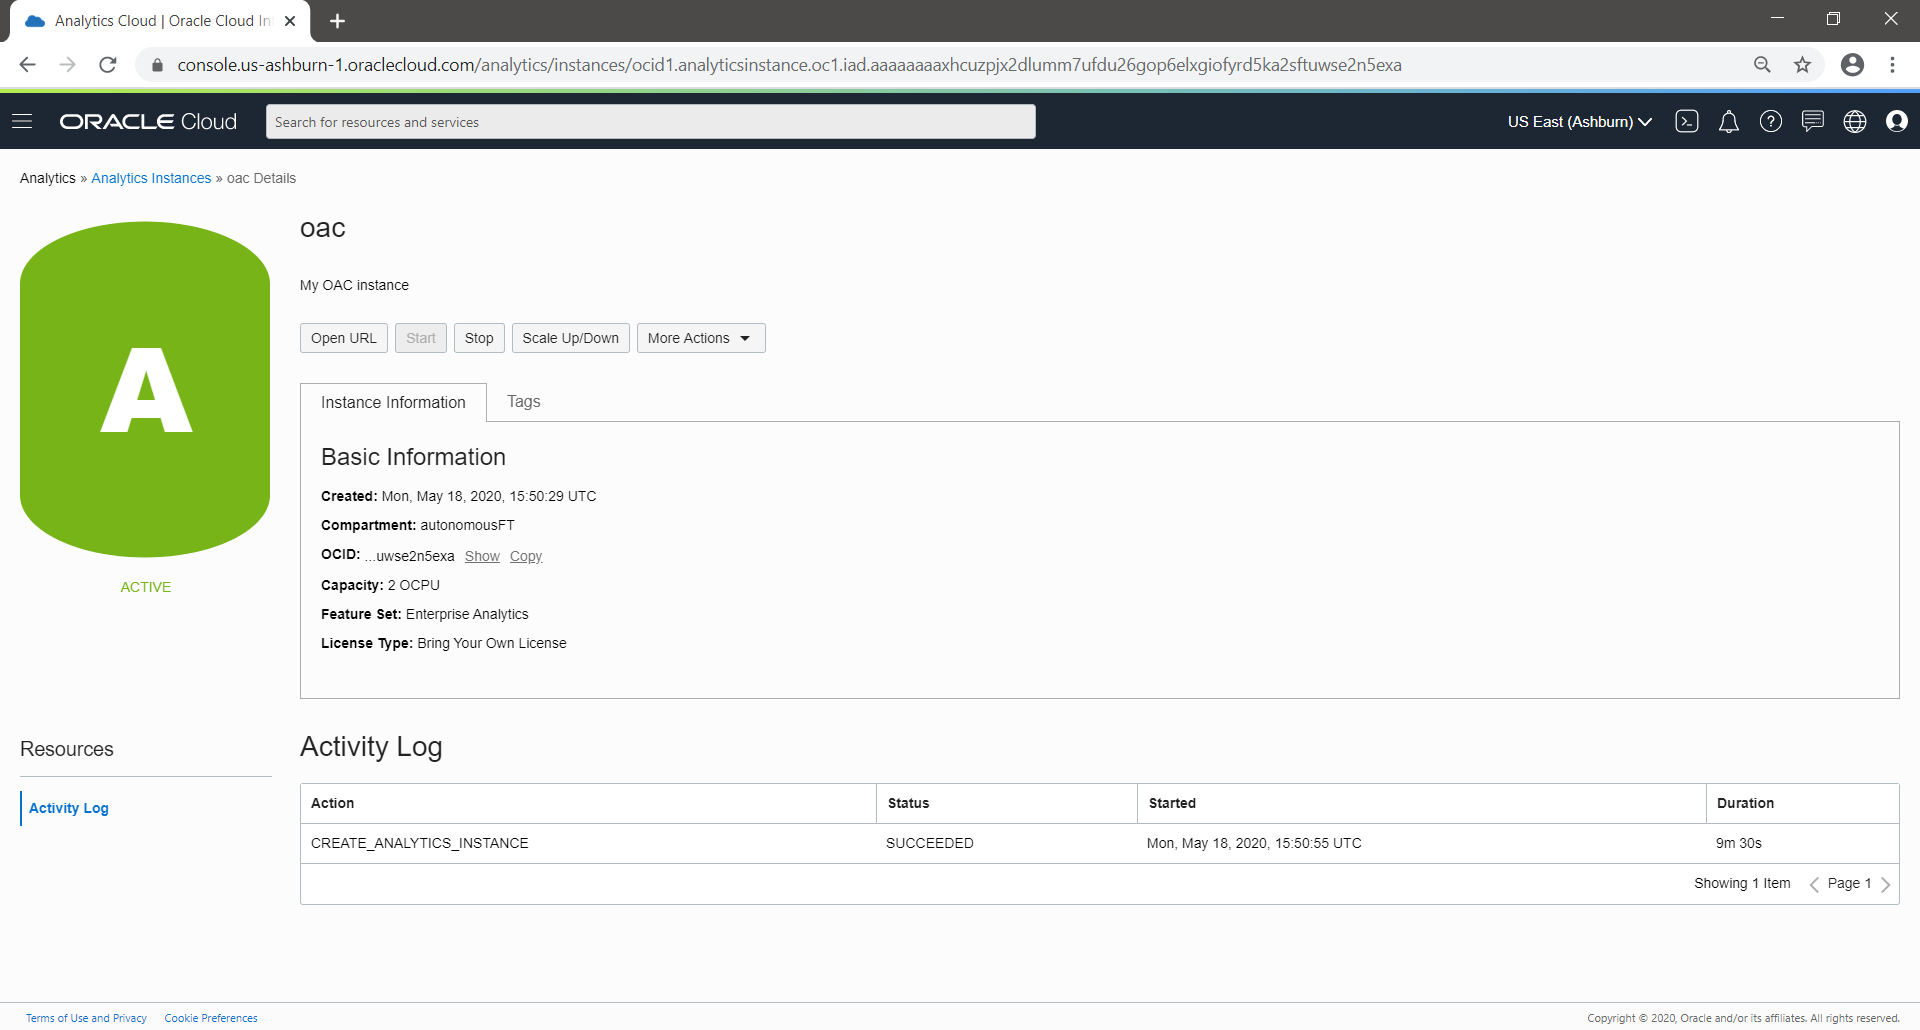 Analytics Cloud | Oracle Cloud In
console.us-ashburn-1.oraclecloud.com/analytics/instances/ocid1.analyticsinstance.oc1.iad.aaaaaaaaxhcuzpjx2dlumm7ufdu26gop6elxgiofyrd5ka2sftuwse2n5exa
ORACLE Cloud
Search for resources and services
US East (Ashburn)
Analytics » Analytics Instances » oac Details
oac
My OAC instance
Open URL Start Stop Scale Up/Down More Actions
A
ACTIVE
Instance Information Tags
Basic Information
Created: Mon, May 18, 2020, 15:50:29 UTC
Compartment: autonomousFT
OCID: ...uwse2n5exa Show Copy
Capacity: 2 OCPU
Feature Set: Enterprise Analytics
License Type: Bring Your Own License
Resources
Activity Log
Activity Log
Action Status Started Duration
CREATE_ANALYTICS_INSTANCE SUCCEEDED Mon, May 18, 2020, 15:50:55 UTC 9m 30s
Showing 1 Item Page 1
Terms of Use and Privacy Cookie Preferences
Copyright © 2020, Oracle and/or its affiliates. All rights reserved.